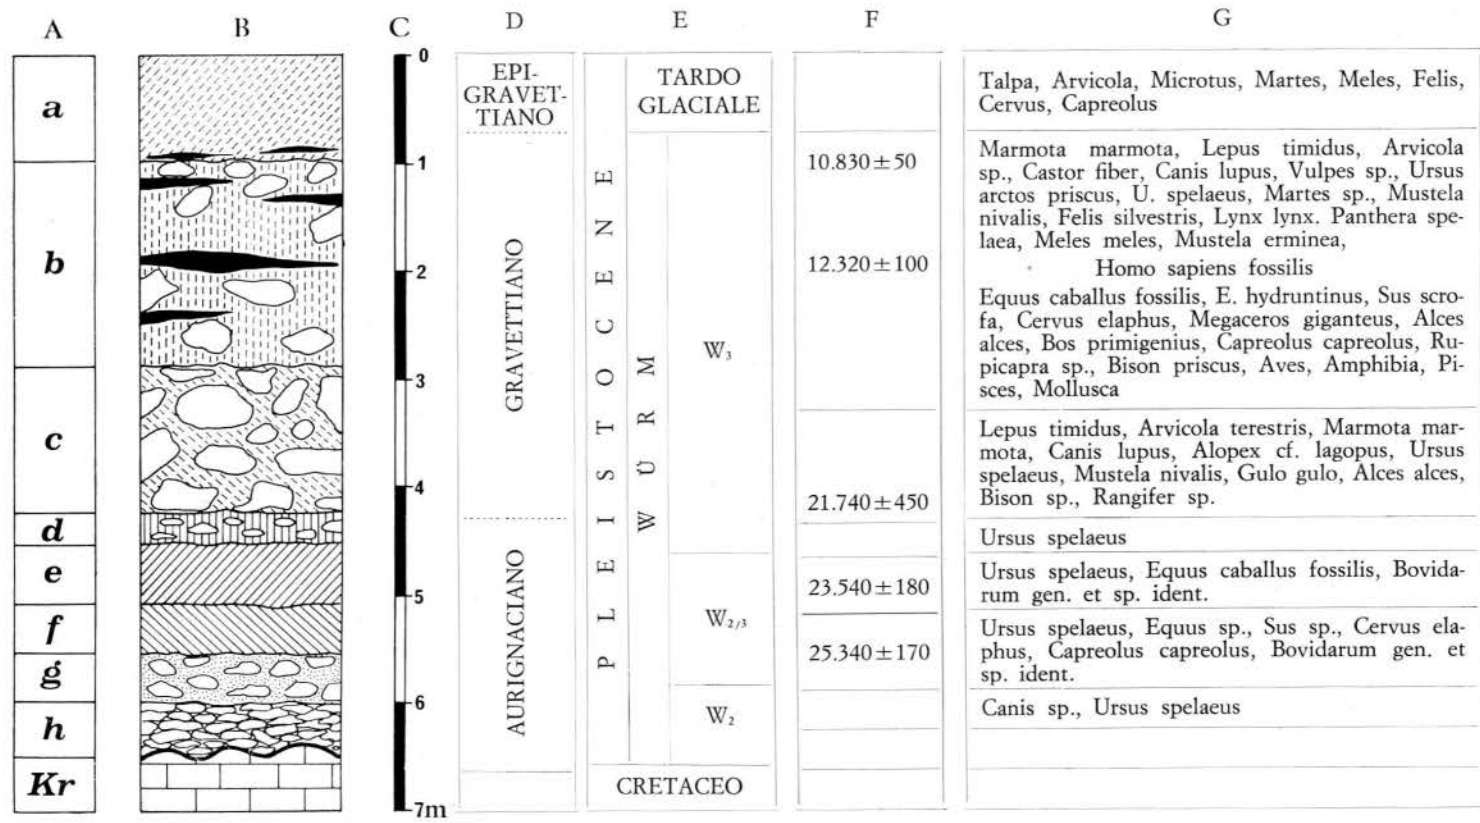 A B C D E F G
a
b
c
d
e
f
g
h
Kr
0
1
2
3
4
5
6
7m
EPI-
GRAVET-
TIANO
GRAVETTIANO
AURIGNACIANO
PLEISTOCENE
WÜRM
TARDO
GLACIALE
W₃
W₂/₃
W₂
CRETACEO
10.830±50
12.320±100
21.740±450
23.540±180
25.340±170
Talpa, Arvicola, Microtus, Martes, Meles, Felis,
Cervus, Capreolus
Marmota marmota, Lepus timidus, Arvicola
sp., Castor fiber, Canis lupus, Vulpes sp., Ursus
arctos priscus, U. spelaeus, Martes sp., Mustela
nivalis, Felis silvestris, Lynx lynx. Panthera spe-
laea, Meles meles, Mustela erminea,
Homo sapiens fossilis
Equus caballus fossilis, E. hydruntinus, Sus scro-
fa, Cervus elaphus, Megaceros giganteus, Alces
alces, Bos primigenius, Capreolus capreolus, Ru-
picapra sp., Bison priscus, Aves, Amphibia, Pi-
sces, Mollusca
Lepus timidus, Arvicola terestris, Marmota mar-
mota, Canis lupus, Alopex cf. lagopus, Ursus
spelaeus, Mustela nivalis, Gulo gulo, Alces alces,
Bison sp., Rangifer sp.
Ursus spelaeus
Ursus spelaeus, Equus caballus fossilis, Bovida-
rum gen. et sp. ident.
Ursus spelaeus, Equus sp., Sus sp., Cervus ela-
phus, Capreolus capreolus, Bovidarum gen. et
sp. ident.
Canis sp., Ursus spelaeus